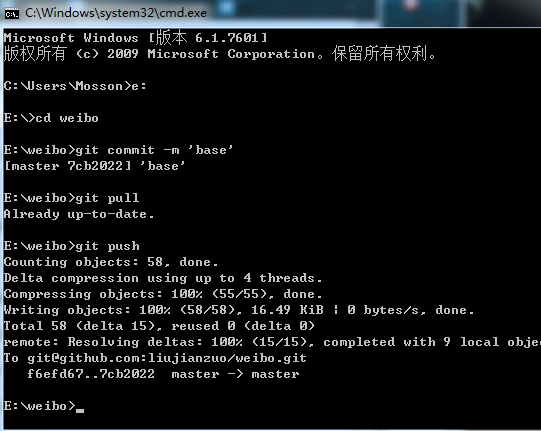 C:\Windows\system32\cmd.exe
Microsoft Windows [版本 6.1.7601]
版权所有 (c) 2009 Microsoft Corporation。保留所有权利。
C:\Users\Mosson>e:
E:\>cd weibo
E:\weibo>git commit -m 'base'
[master 7cb2022] 'base'
E:\weibo>git pull
Already up-to-date.
E:\weibo>git push
Counting objects: 58, done.
Delta compression using up to 4 threads.
Compressing objects: 100% (55/55), done.
Writing objects: 100% (58/58), 16.49 KiB ¦ 0 bytes/s, done.
Total 58 (delta 15), reused 0 (delta 0)
remote: Resolving deltas: 100% (15/15), completed with 9 local obje
To git@github.com:liujianzuo/weibo.git
f6efd67..7cb2022  master -> master
E:\weibo>